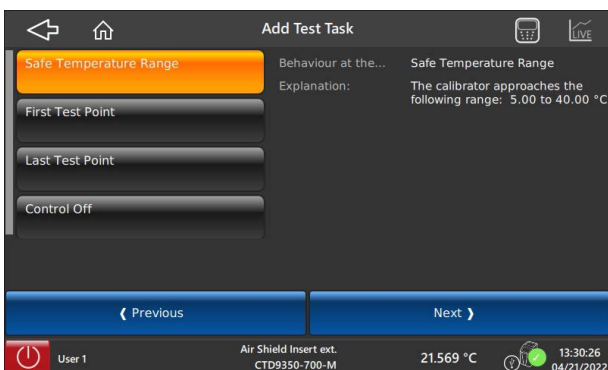 Add Test Task
LIVE
Safe Temperature Range
First Test Point
Last Test Point
Control Off
Behaviour at the...
Safe Temperature Range
Explanation:
The calibrator approaches the
following range: 5.00 to 40.00 °C
❰ Previous
Next ❱
User 1
Air Shield Insert ext.
CTD9350-700-M
21.569 °C
13:30:26
04/21/2022